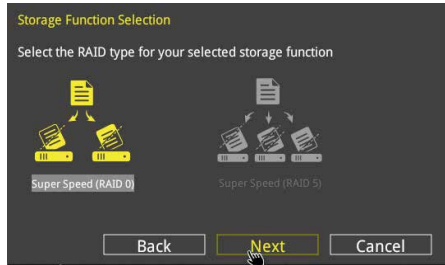 Storage Function Selection
Select the RAID type for your selected storage function
Super Speed (RAID 0)
Super Speed (RAID 5)
Back
Next
Cancel